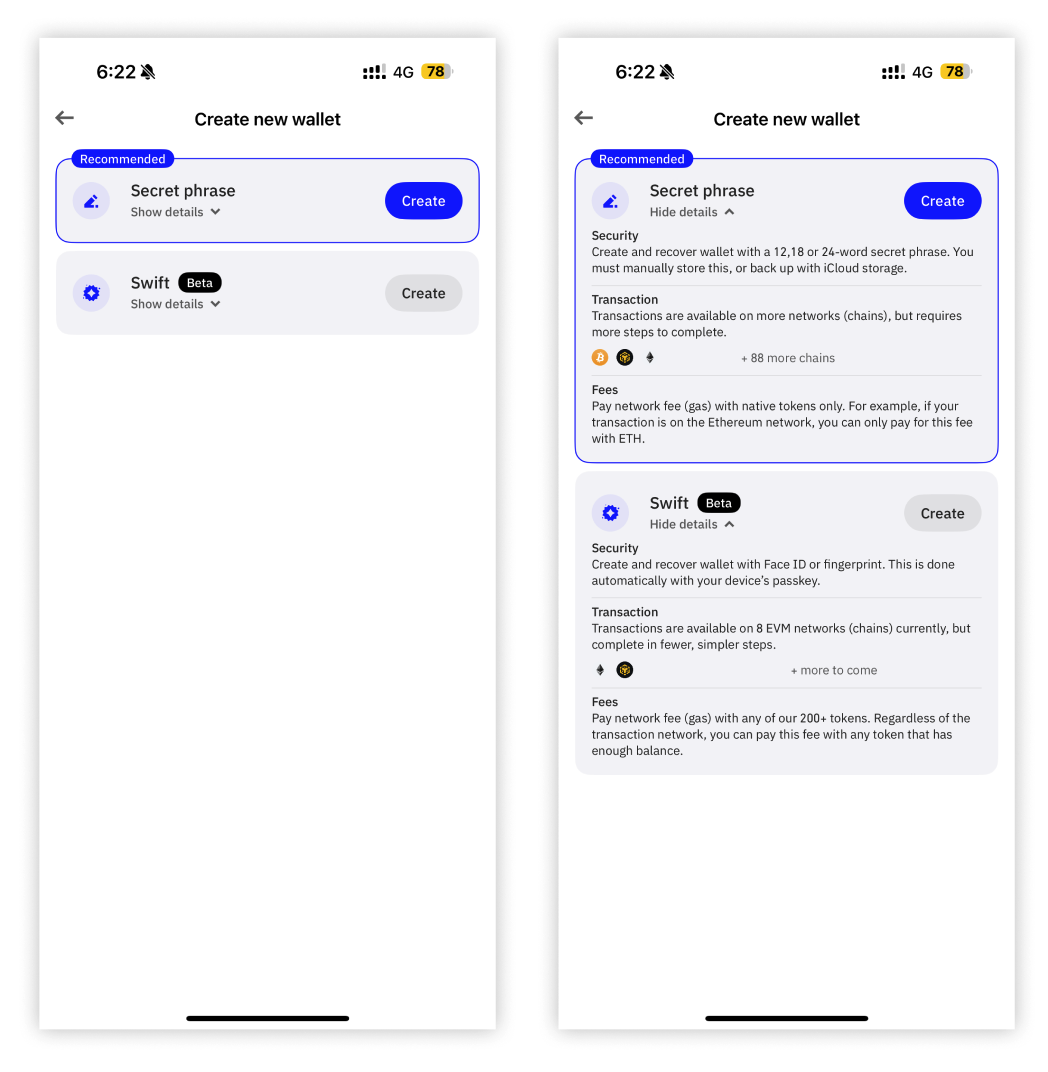 6:22
4G 78
Create new wallet
Recommended
Secret phrase
Show details
Create
Swift Beta
Show details
Create
6:22
4G 78
Create new wallet
Recommended
Secret phrase
Hide details
Create
Security
Create and recover wallet with a 12,18 or 24-word secret phrase. You
must manually store this, or back up with iCloud storage.
Transaction
Transactions are available on more networks (chains), but requires
more steps to complete.
+ 88 more chains
Fees
Pay network fee (gas) with native tokens only. For example, if your
transaction is on the Ethereum network, you can only pay for this fee
with ETH.
Swift Beta
Hide details
Create
Security
Create and recover wallet with Face ID or fingerprint. This is done
automatically with your device’s passkey.
Transaction
Transactions are available on 8 EVM networks (chains) currently, but
complete in fewer, simpler steps.
+ more to come
Fees
Pay network fee (gas) with any of our 200+ tokens. Regardless of the
transaction network, you can pay this fee with any token that has
enough balance.